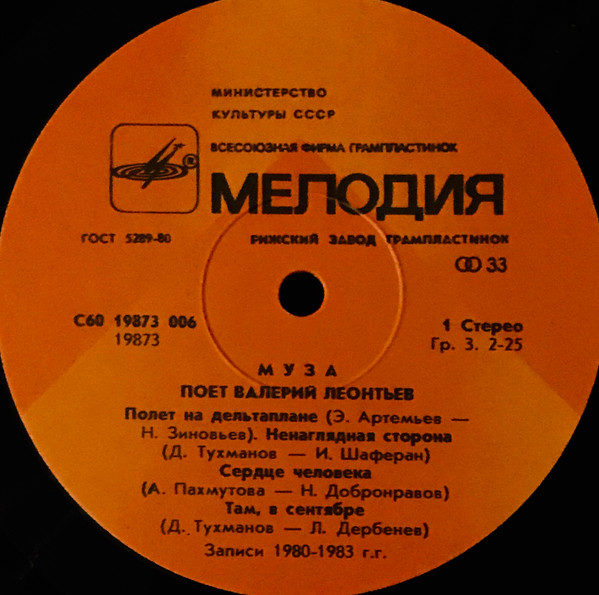 МИНИСТЕРСТВО
КУЛЬТУРЫ СССР
ВСЕСОЮЗНАЯ ФИРМА ГРАМПЛАСТИНОК
®
МЕЛОДИЯ
ГОСТ 5289-80
РИЖСКИЙ ЗАВОД ГРАМПЛАСТИНОК
33
С60 19873 006
19873
1 Стерео
Гр. 3. 2-25
МУЗА
ПОЕТ ВАЛЕРИЙ ЛЕОНТЬЕВ
Полет на дельтаплане (Э. Артемьев —
Н. Зиновьев). Ненаглядная сторона
(Д. Тухманов — И. Шаферан)
Сердце человека
(А. Пахмутова — Н. Добронравов)
Там, в сентябре
(Д. Тухманов — Л. Дербенев)
Записи 1980-1983 г.г.